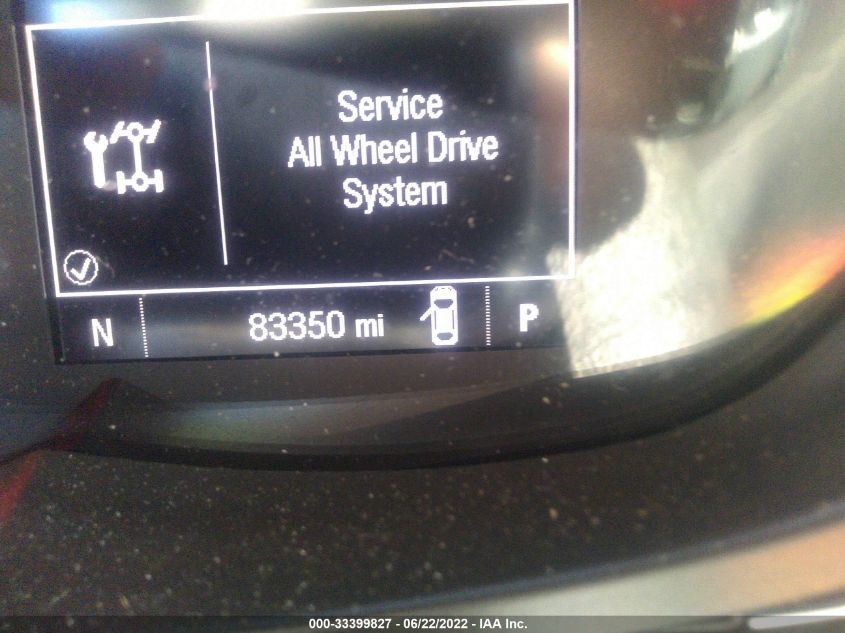 Service
All Wheel Drive
System
N 83350 mi P
000-33399827 - 06/22/2022 - IAA Inc.